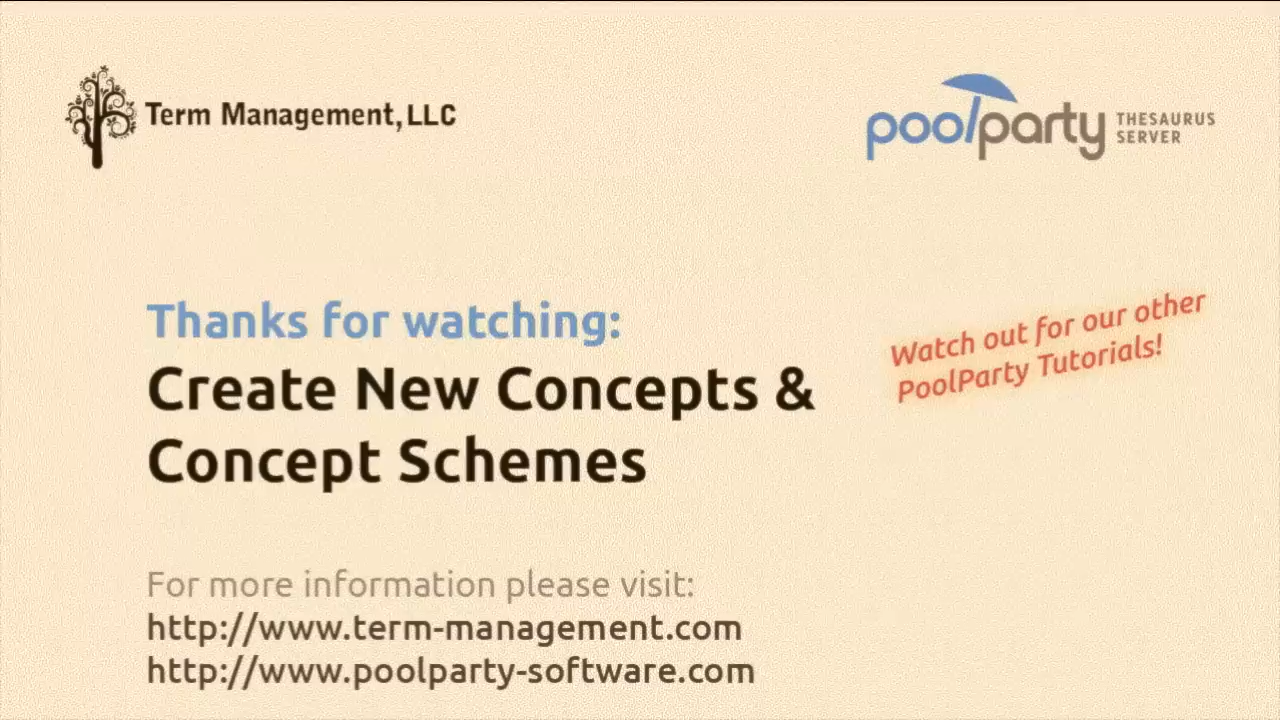 Term Management, LLC
poolparty THESAURUS
SERVER
Thanks for watching:
Create New Concepts &
Concept Schemes
Watch out for our other
PoolParty Tutorials!
For more information please visit:
http://www.term-management.com
http://www.poolparty-software.com